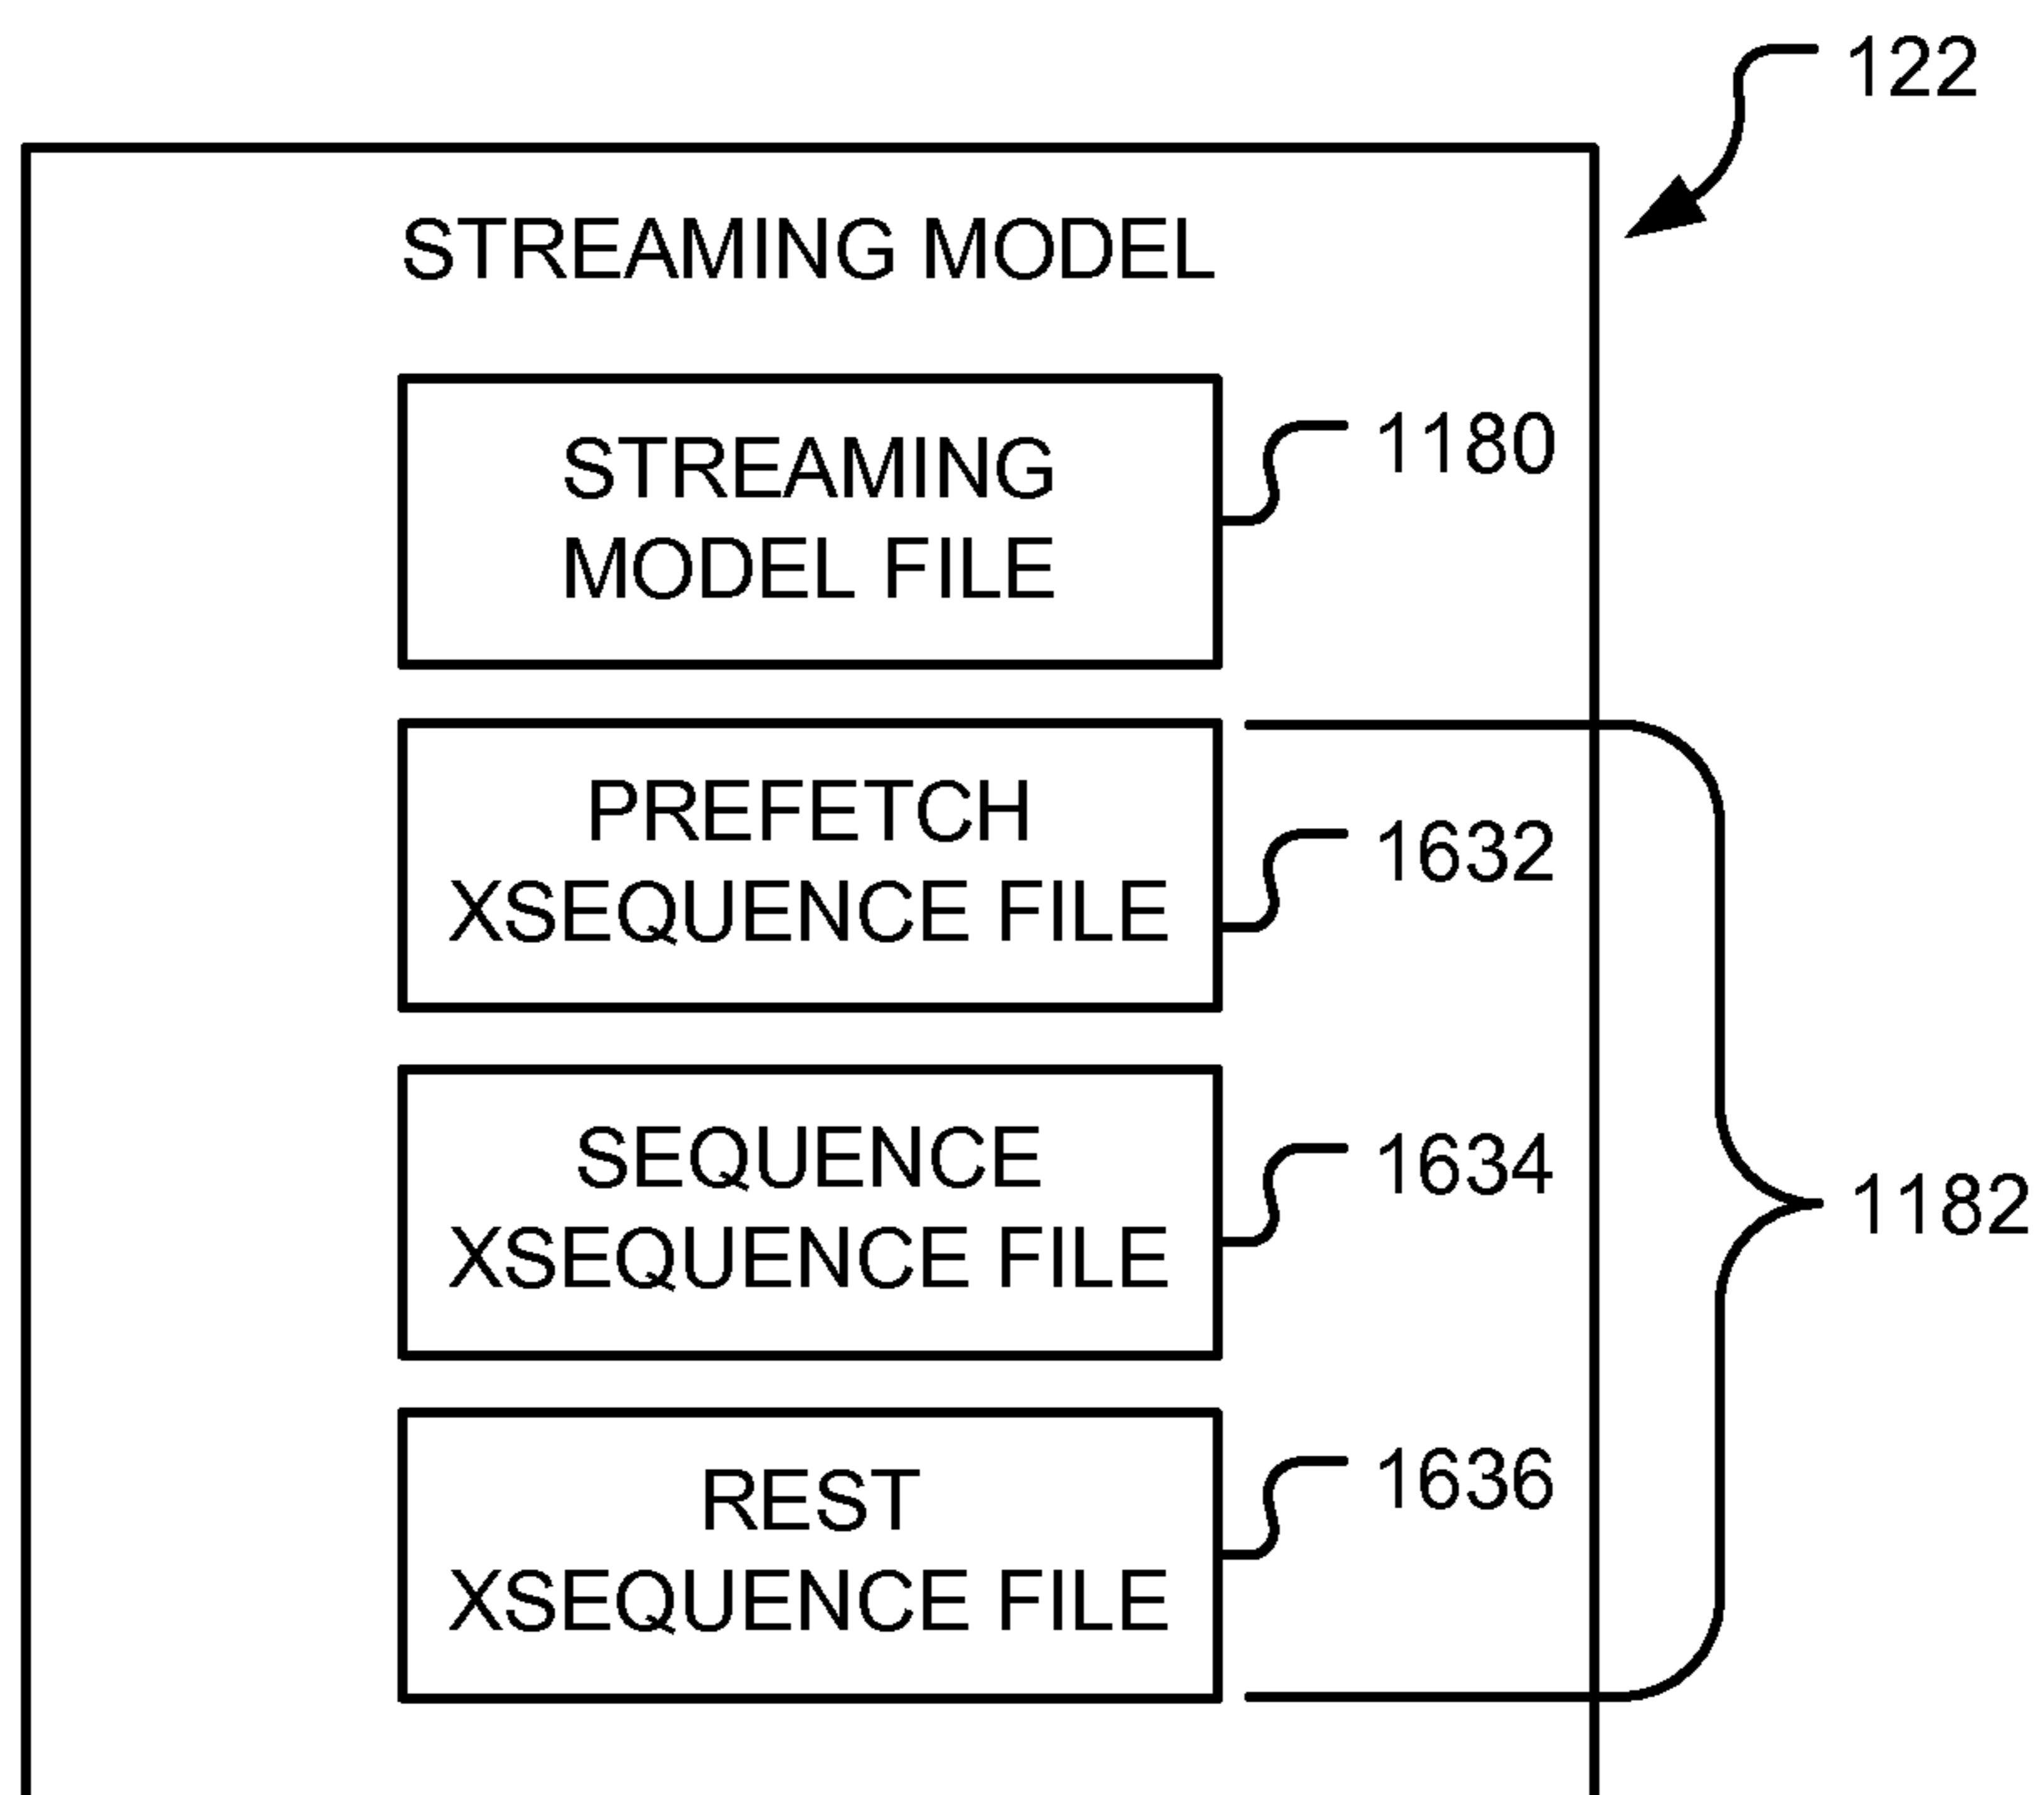 122
STREAMING MODEL
STREAMING
MODEL FILE
1180
PREFETCH
XSEQUENCE FILE
1632
SEQUENCE
XSEQUENCE FILE
1634
1182
REST
XSEQUENCE FILE
1636